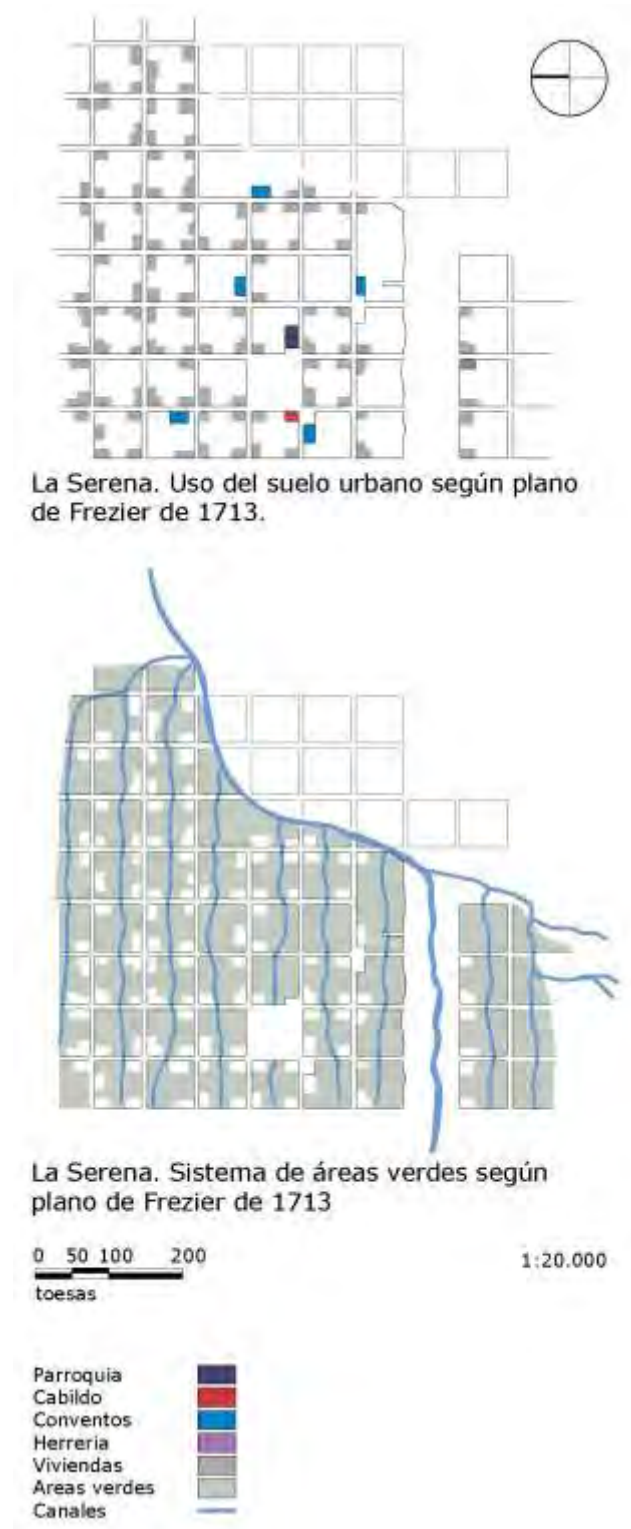 La Serena. Uso del suelo urbano según plano
de Frezier de 1713.
La Serena. Sistema de áreas verdes según
plano de Frezier de 1713
0 50 100 200
1:20.000
toesas
Parroquia
Cabildo
Conventos
Herreria
Viviendas
Areas verdes
Canales